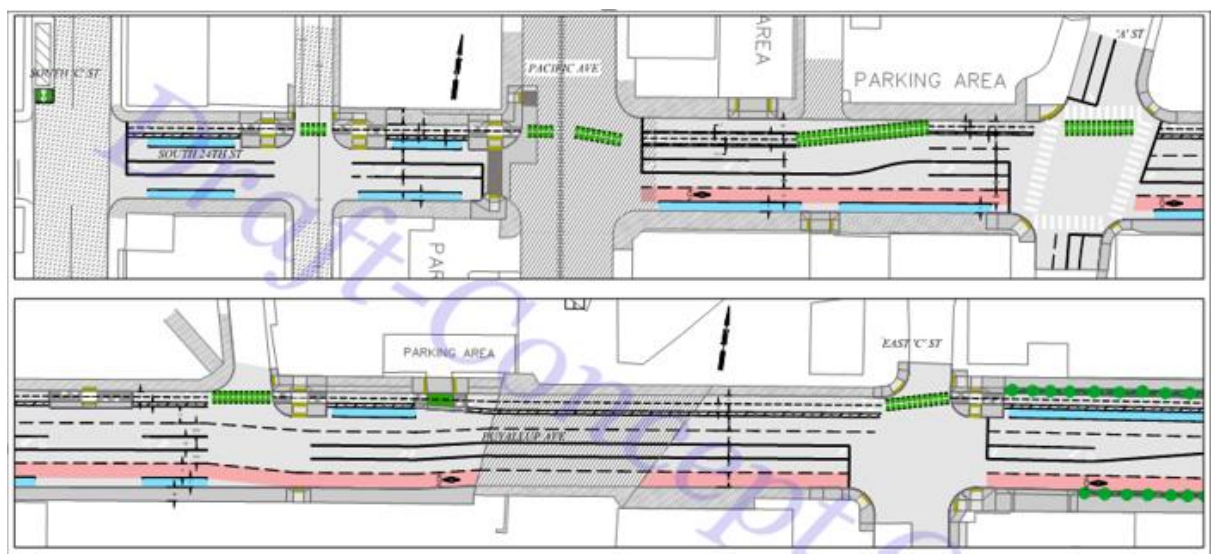 SOUTH 'C' ST
PACIFIC AVE
AREA
PARKING AREA
'A' ST
SOUTH 24TH ST
PAR
Draft-Concept
PARKING AREA
EAST 'C' ST
PUYALLUP AVE